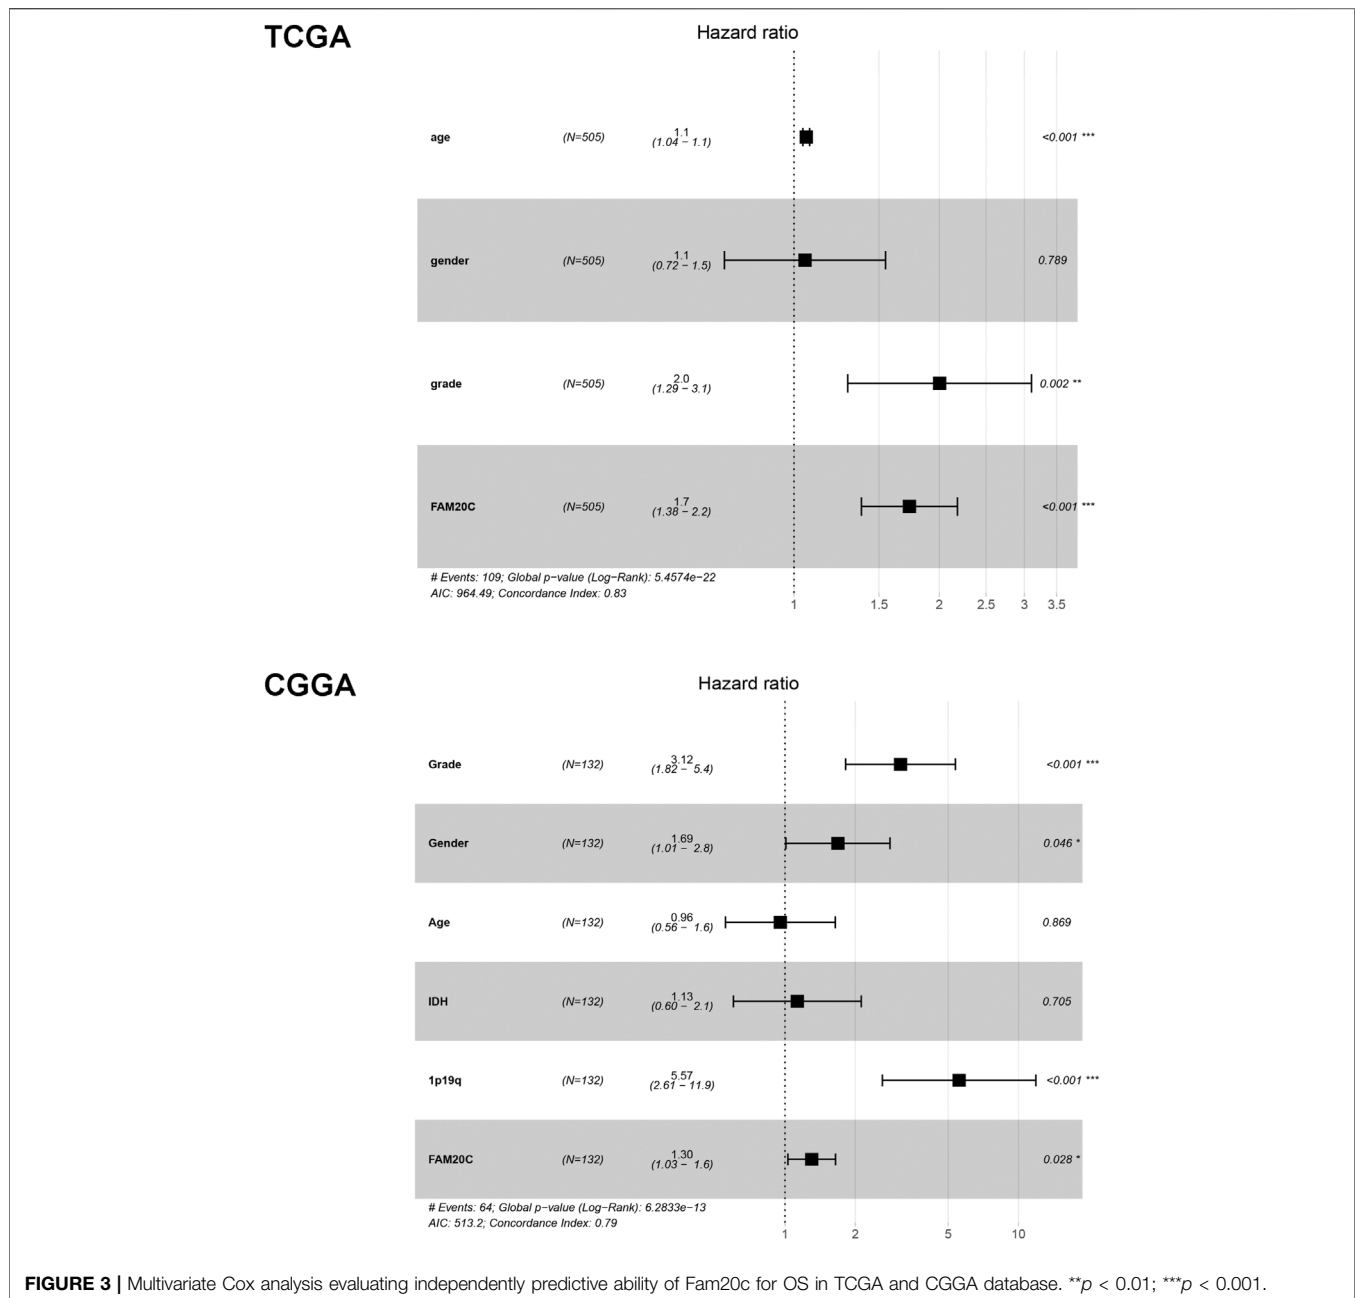 TCGA
Hazard ratio
age (N=505) 1.1 <0.001 ***
(1.04 − 1.1)
gender (N=505) 1.1 0.789
(0.72 − 1.5)
grade (N=505) 2.0 0.002 **
(1.29 − 3.1)
FAM20C (N=505) 1.7 <0.001 ***
(1.38 − 2.2)
# Events: 109; Global p−value (Log−Rank): 5.4574e−22
AIC: 964.49; Concordance Index: 0.83
1 1.5 2 2.5 3 3.5
CGGA
Hazard ratio
Grade (N=132) 3.12 <0.001 ***
(1.82 − 5.4)
Gender (N=132) 1.69 0.046 *
(1.01 − 2.8)
Age (N=132) 0.96 0.869
(0.56 − 1.6)
IDH (N=132) 1.13 0.705
(0.60 − 2.1)
1p19q (N=132) 5.57 <0.001 ***
(2.61 − 11.9)
FAM20C (N=132) 1.30 0.028 *
(1.03 − 1.6)
# Events: 64; Global p−value (Log−Rank): 6.2833e−13
AIC: 513.2; Concordance Index: 0.79
1 2 5 10
FIGURE 3 | Multivariate Cox analysis evaluating independently predictive ability of Fam20c for OS in TCGA and CGGA database. **p < 0.01; ***p < 0.001.